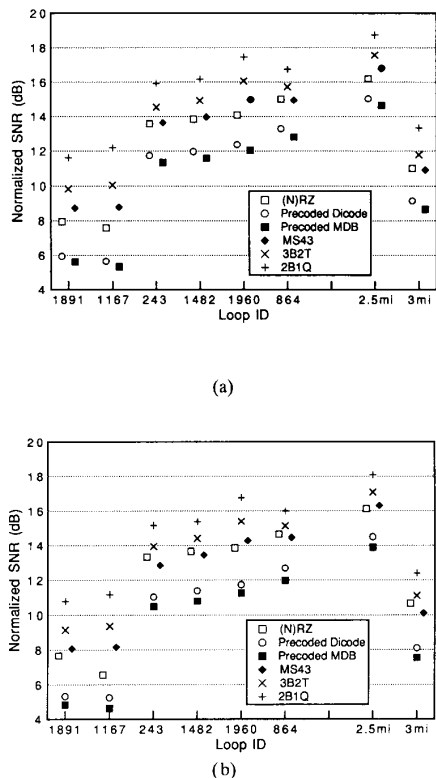 20
18
16
14
12
10
8
6
4
Normalized SNR (dB)
(N)RZ
Precoded Dicode
Precoded MDB
MS43
3B2T
2B1Q
1891 1167 243 1482 1960 864 2.5mi 3mi
Loop ID
(a)
20
18
16
14
12
10
8
6
4
Normalized SNR (dB)
(N)RZ
Precoded Dicode
Precoded MDB
MS43
3B2T
2B1Q
1891 1167 243 1482 1960 864 2.5mi 3mi
Loop ID
(b)